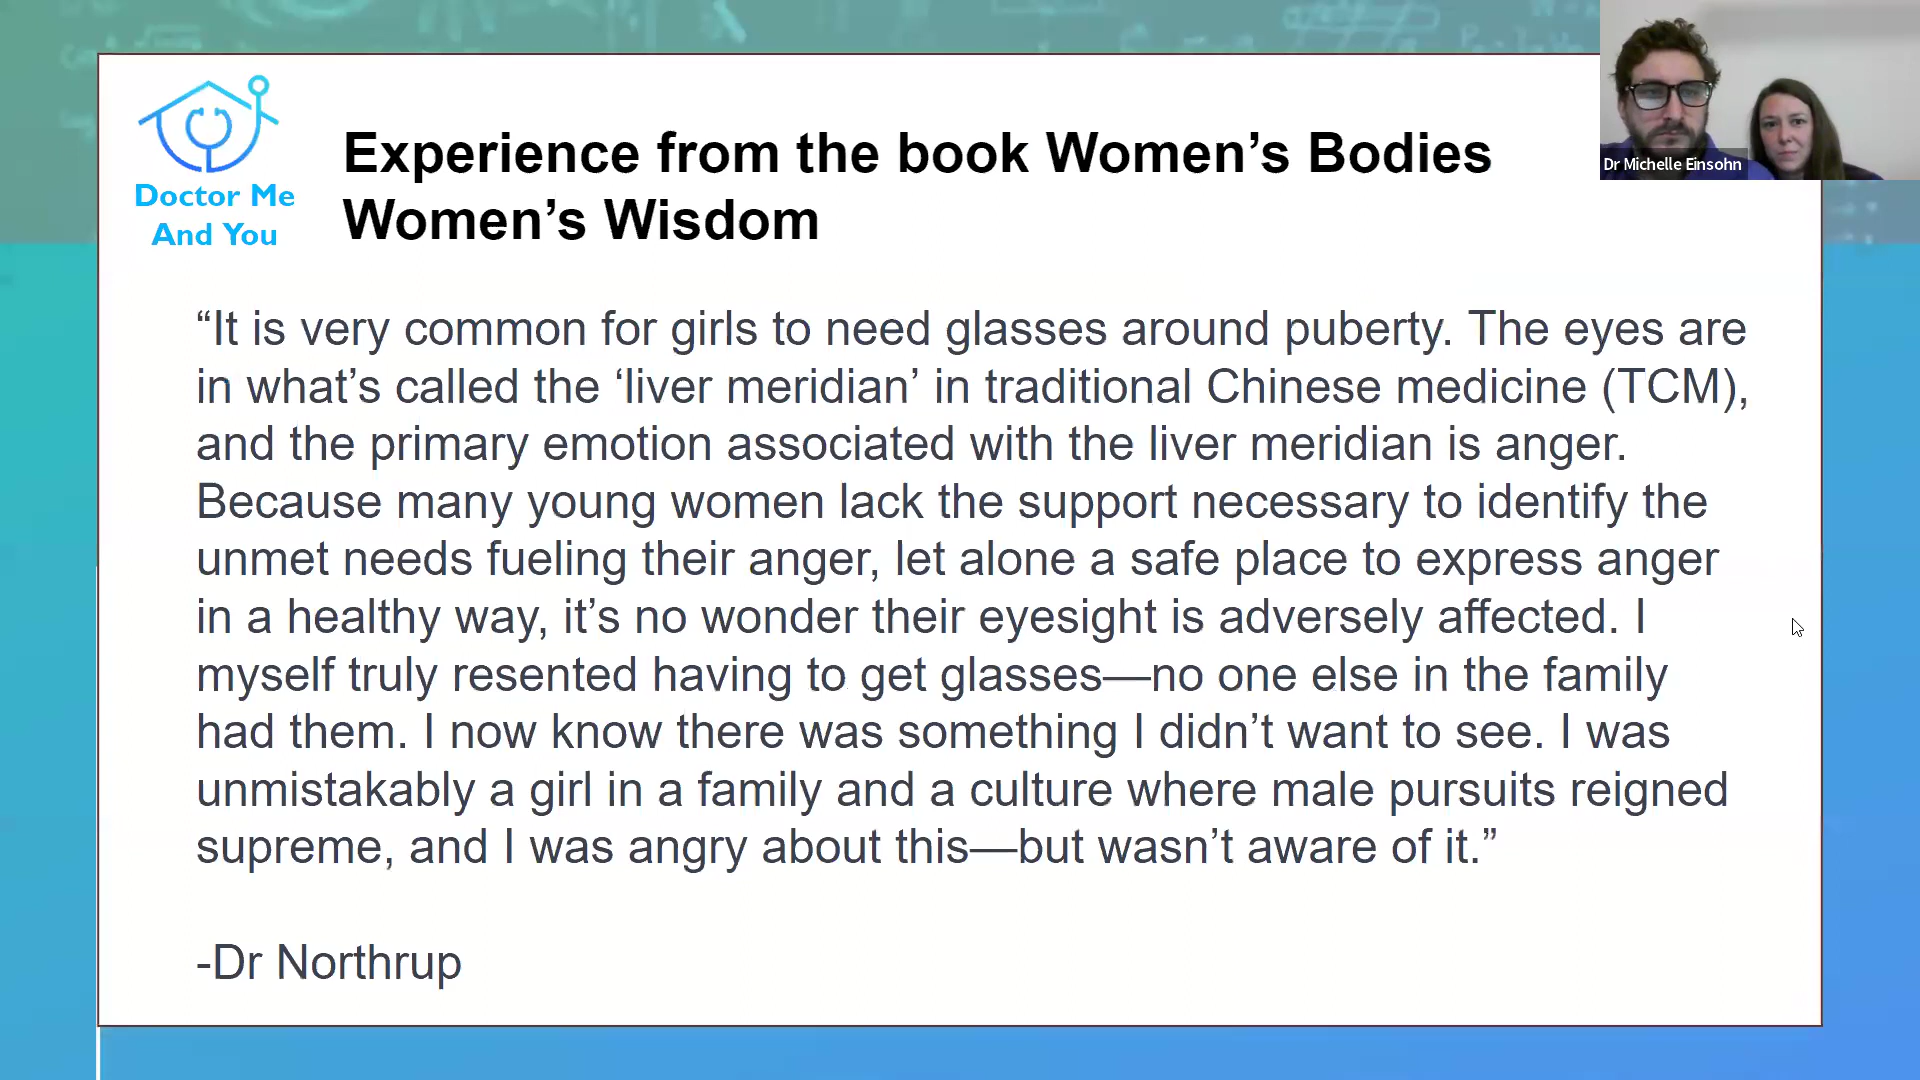 Doctor Me
And You
Experience from the book Women’s Bodies
Women’s Wisdom
Dr Michelle Einsohn
“It is very common for girls to need glasses around puberty. The eyes are
in what’s called the ‘liver meridian’ in traditional Chinese medicine (TCM),
and the primary emotion associated with the liver meridian is anger.
Because many young women lack the support necessary to identify the
unmet needs fueling their anger, let alone a safe place to express anger
in a healthy way, it’s no wonder their eyesight is adversely affected. I
myself truly resented having to get glasses—no one else in the family
had them. I now know there was something I didn’t want to see. I was
unmistakably a girl in a family and a culture where male pursuits reigned
supreme, and I was angry about this—but wasn’t aware of it.”
-Dr Northrup